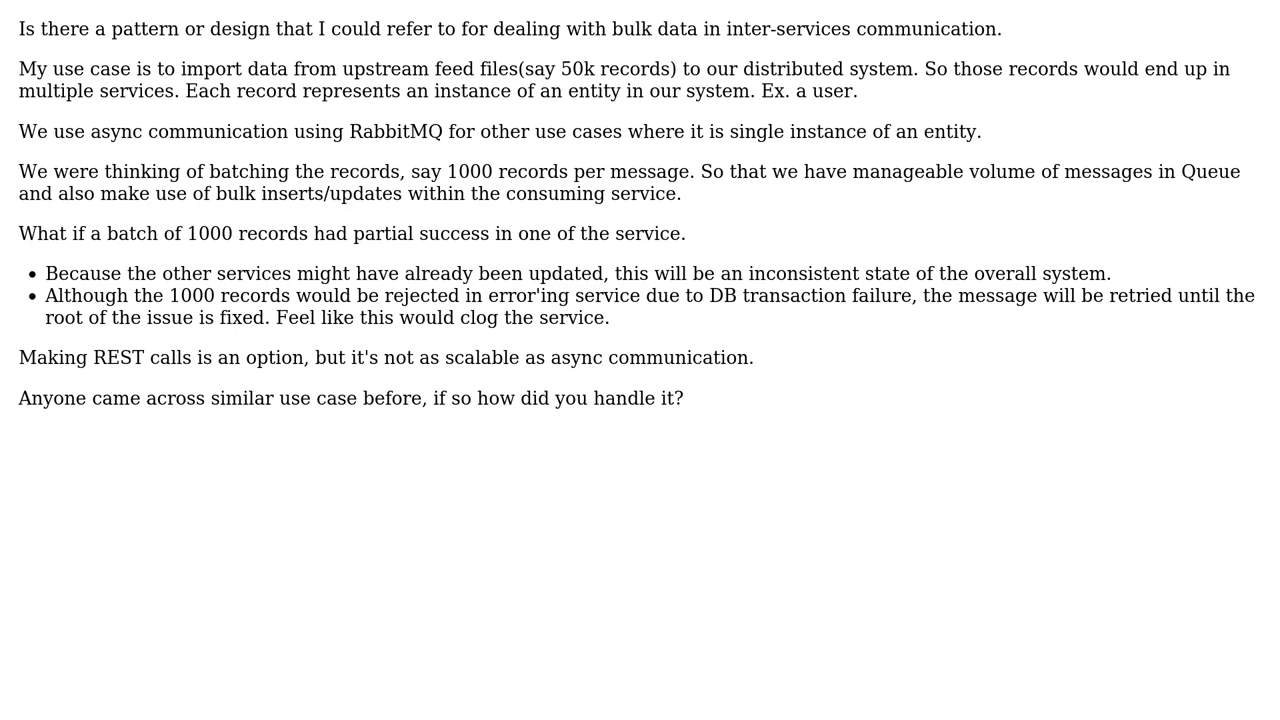 Is there a pattern or design that I could refer to for dealing with bulk data in inter-services communication.
My use case is to import data from upstream feed files(say 50k records) to our distributed system. So those records would end up in
multiple services. Each record represents an instance of an entity in our system. Ex. a user.
We use async communication using RabbitMQ for other use cases where it is single instance of an entity.
We were thinking of batching the records, say 1000 records per message. So that we have manageable volume of messages in Queue
and also make use of bulk inserts/updates within the consuming service.
What if a batch of 1000 records had partial success in one of the service.
• Because the other services might have already been updated, this will be an inconsistent state of the overall system.
• Although the 1000 records would be rejected in error'ing service due to DB transaction failure, the message will be retried until the
root of the issue is fixed. Feel like this would clog the service.
Making REST calls is an option, but it's not as scalable as async communication.
Anyone came across similar use case before, if so how did you handle it?